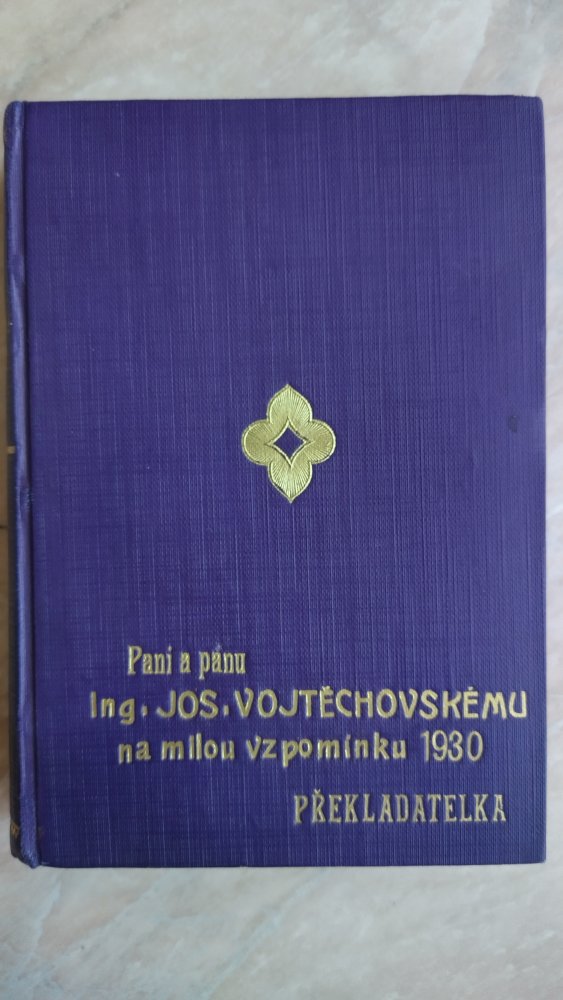 Paní a pánu
Ing. JOS. VOJTĚCHOVSKÉMU
na milou vzpomínku 1930
PŘEKLADATELKA